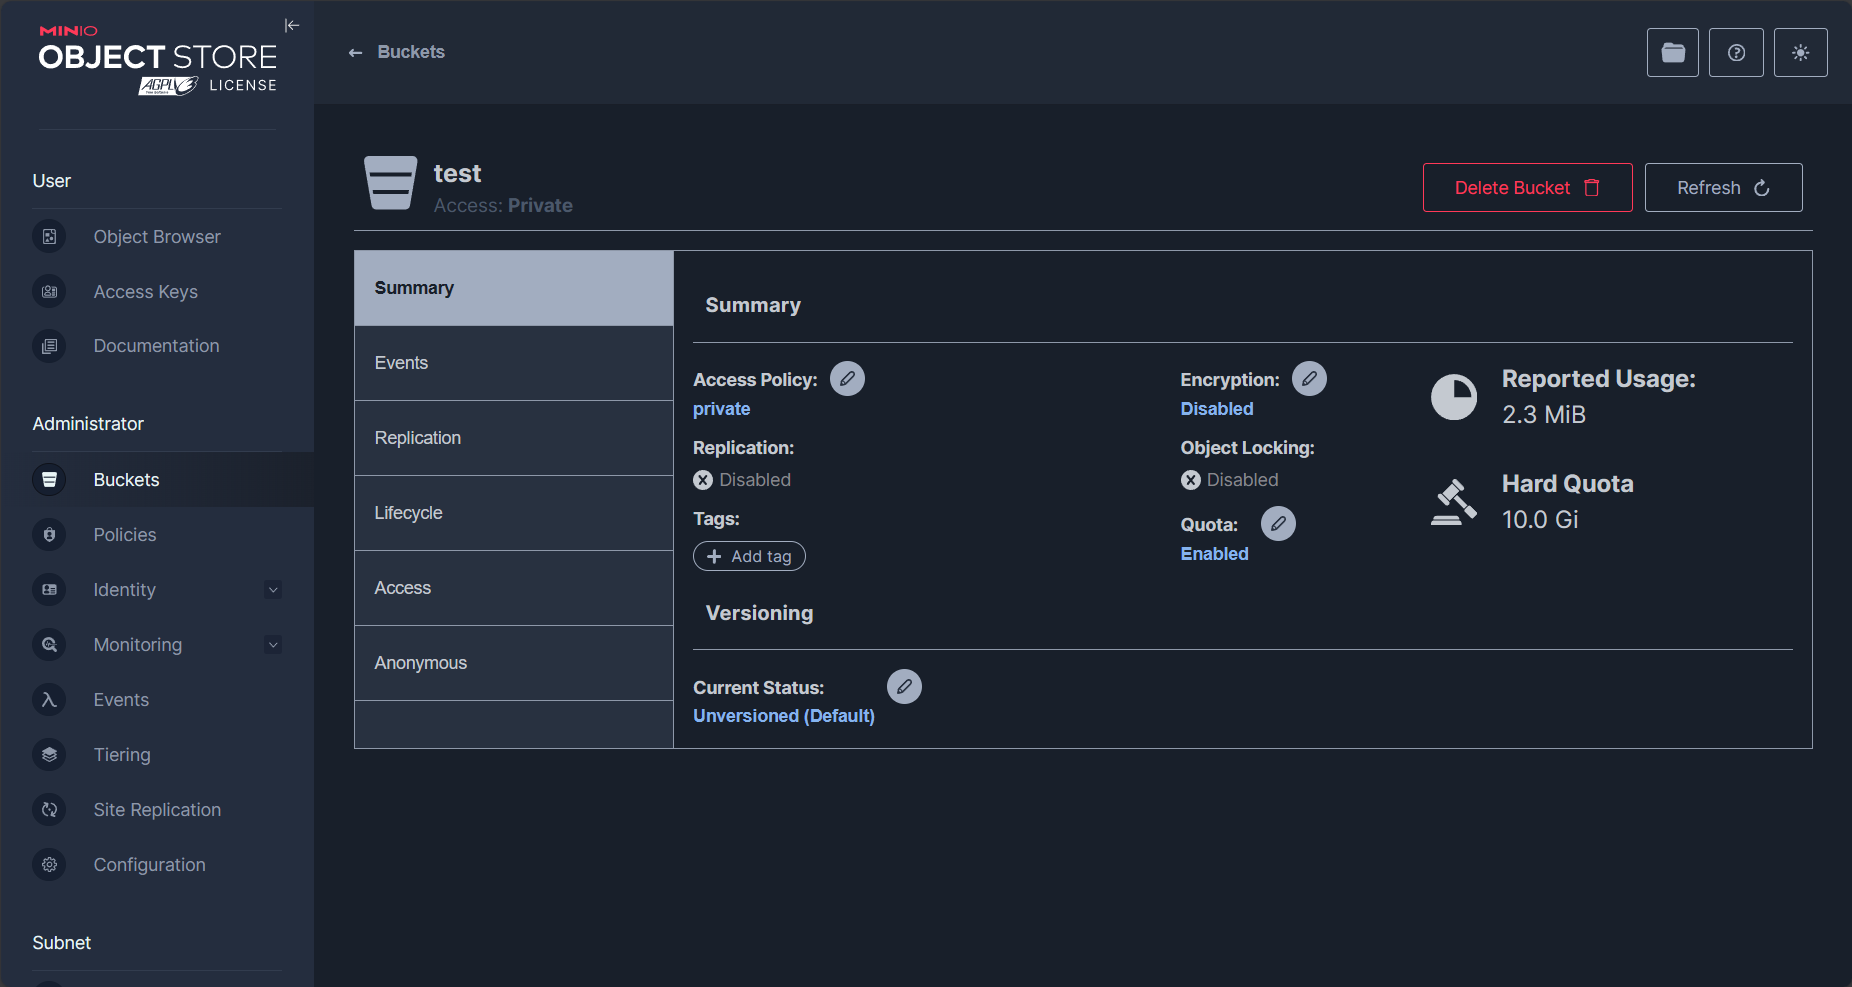 MINIO
OBJECT STORE
AGPL v3 LICENSE
User
Object Browser
Access Keys
Documentation
Administrator
Buckets
Policies
Identity
Monitoring
Events
Tiering
Site Replication
Configuration
Subnet
Buckets
test
Access: Private
Delete Bucket
Refresh
Summary
Events
Replication
Lifecycle
Access
Anonymous
Summary
Access Policy:
private
Replication:
Disabled
Tags:
Add tag
Encryption:
Disabled
Object Locking:
Disabled
Quota:
Enabled
Reported Usage:
2.3 MiB
Hard Quota
10.0 Gi
Versioning
Current Status:
Unversioned (Default)